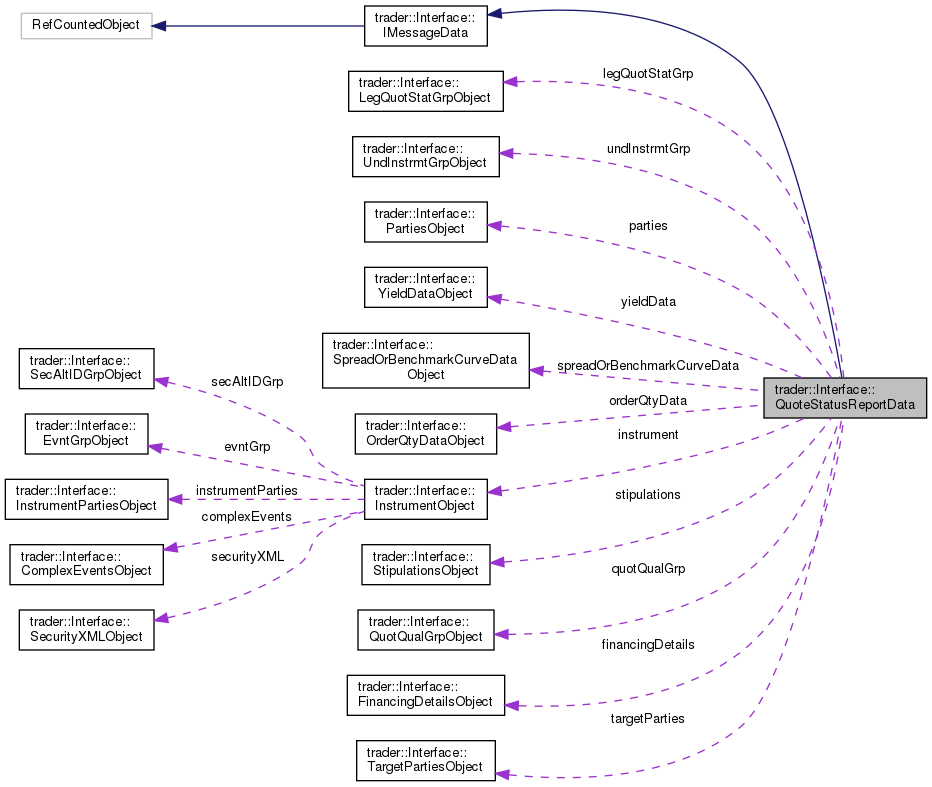 RefCountedObject
trader::Interface::
IMessageData
legQuotStatGrp
trader::Interface::
LegQuotStatGrpObject
undInstrmtGrp
trader::Interface::
UndInstrmtGrpObject
parties
trader::Interface::
PartiesObject
yieldData
trader::Interface::
YieldDataObject
trader::Interface::
SpreadOrBenchmarkCurveData
Object
spreadOrBenchmarkCurveData
trader::Interface::
QuoteStatusReportData
trader::Interface::
SecAltIDGrpObject
secAltIDGrp
orderQtyData
trader::Interface::
OrderQtyDataObject
trader::Interface::
EvntGrpObject
evntGrp
instrument
trader::Interface::
InstrumentPartiesObject
instrumentParties
trader::Interface::
InstrumentObject
stipulations
complexEvents
trader::Interface::
ComplexEventsObject
securityXML
trader::Interface::
StipulationsObject
quotQualGrp
trader::Interface::
SecurityXMLObject
trader::Interface::
QuotQualGrpObject
financingDetails
trader::Interface::
FinancingDetailsObject
targetParties
trader::Interface::
TargetPartiesObject